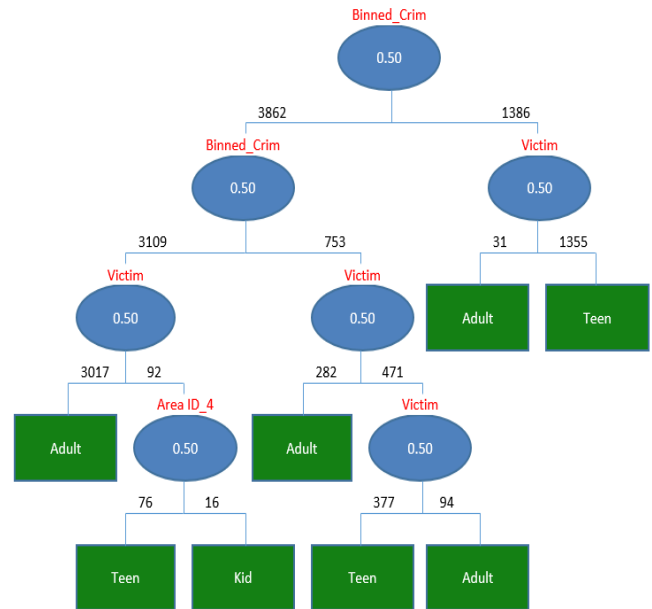 Binned_Crim
0.50
3862 1386
Binned_Crim Victim
0.50 0.50
3109 753 31 1355
Victim Victim Adult Teen
0.50 0.50
3017 92 282 471
Area ID_4 Victim
Adult 0.50 Adult 0.50
76 16 377 94
Teen Kid Teen Adult